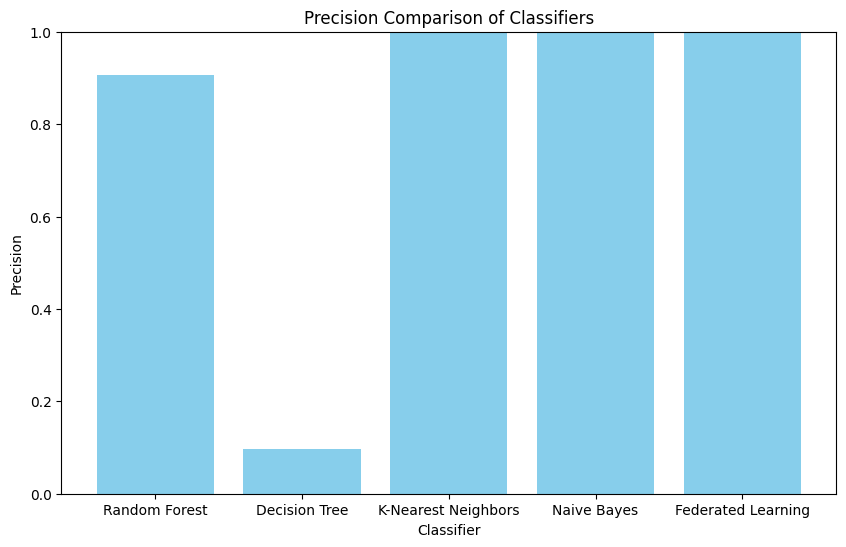 Precision Comparison of Classifiers
1.0
0.8
0.6
0.4
0.2
0.0
Precision
Random Forest
Decision Tree
K-Nearest Neighbors
Naive Bayes
Federated Learning
Classifier